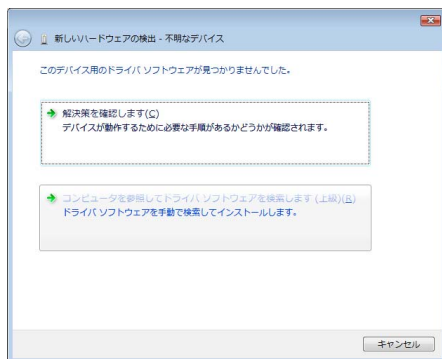 新しいハードウェアの検出 - 不明なデバイス
このデバイス用のドライバ ソフトウェアが見つかりませんでした。
解決策を確認します(C)
デバイスが動作するために必要な手順があるかどうかが確認されます。
コンピュータを参照してドライバ ソフトウェアを検索します (上級)(R)
ドライバ ソフトウェアを手動で検索してインストールします。
キャンセル